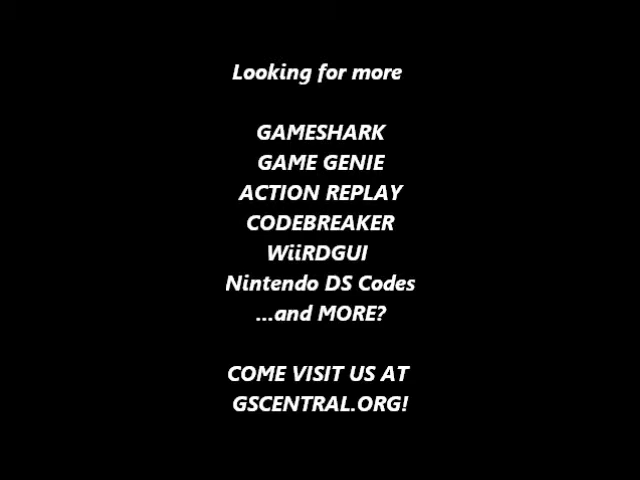 Looking for more
GAMESHARK
GAME GENIE
ACTION REPLAY
CODEBREAKER
WiiRDGUI
Nintendo DS Codes
...and MORE?
COME VISIT US AT
GSCENTRAL.ORG!